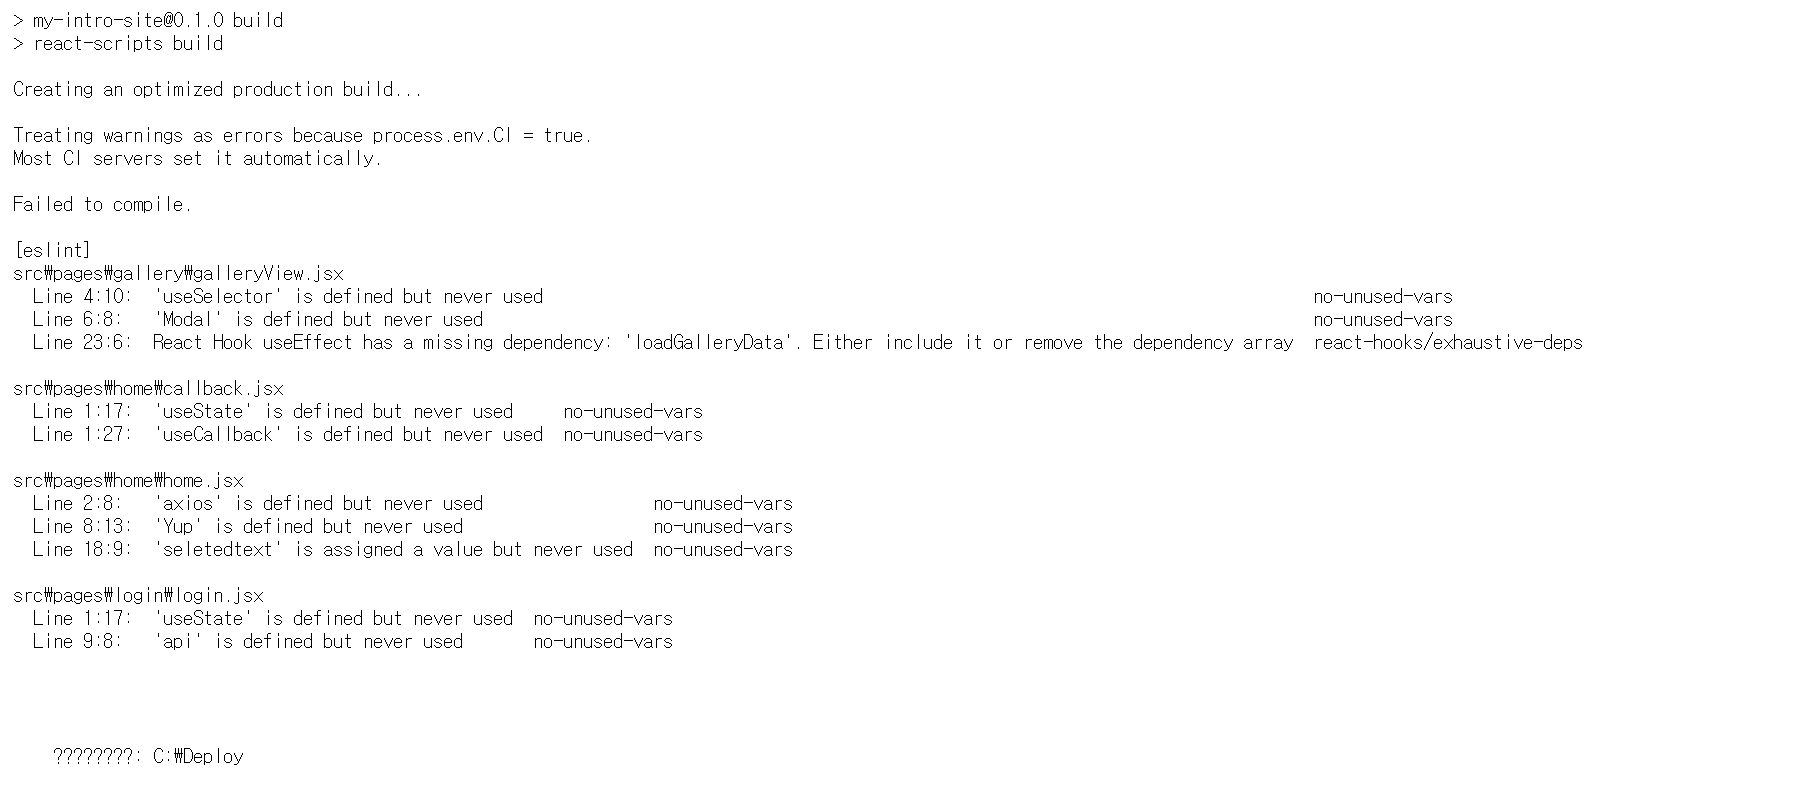 > my-intro-site@0.1.0 build
> react-scripts build
Creating an optimized production build...
Treating warnings as errors because process.env.CI = true.
Most CI servers set it automatically.
Failed to compile.
[eslint]
src₩pages₩gallery₩galleryView.jsx
Line 4:10: 'useSelector' is defined but never used no-unused-vars
Line 6:8: 'Modal' is defined but never used no-unused-vars
Line 23:6: React Hook useEffect has a missing dependency: 'loadGalleryData'. Either include it or remove the dependency array react-hooks/exhaustive-deps
src₩pages₩home₩callback.jsx
Line 1:17: 'useState' is defined but never used no-unused-vars
Line 1:27: 'useCallback' is defined but never used no-unused-vars
src₩pages₩home₩home.jsx
Line 2:8: 'axios' is defined but never used no-unused-vars
Line 8:13: 'Yup' is defined but never used no-unused-vars
Line 18:9: 'seletedtext' is assigned a value but never used no-unused-vars
src₩pages₩login₩login.jsx
Line 1:17: 'useState' is defined but never used no-unused-vars
Line 9:8: 'api' is defined but never used no-unused-vars
????????: C:₩Deploy